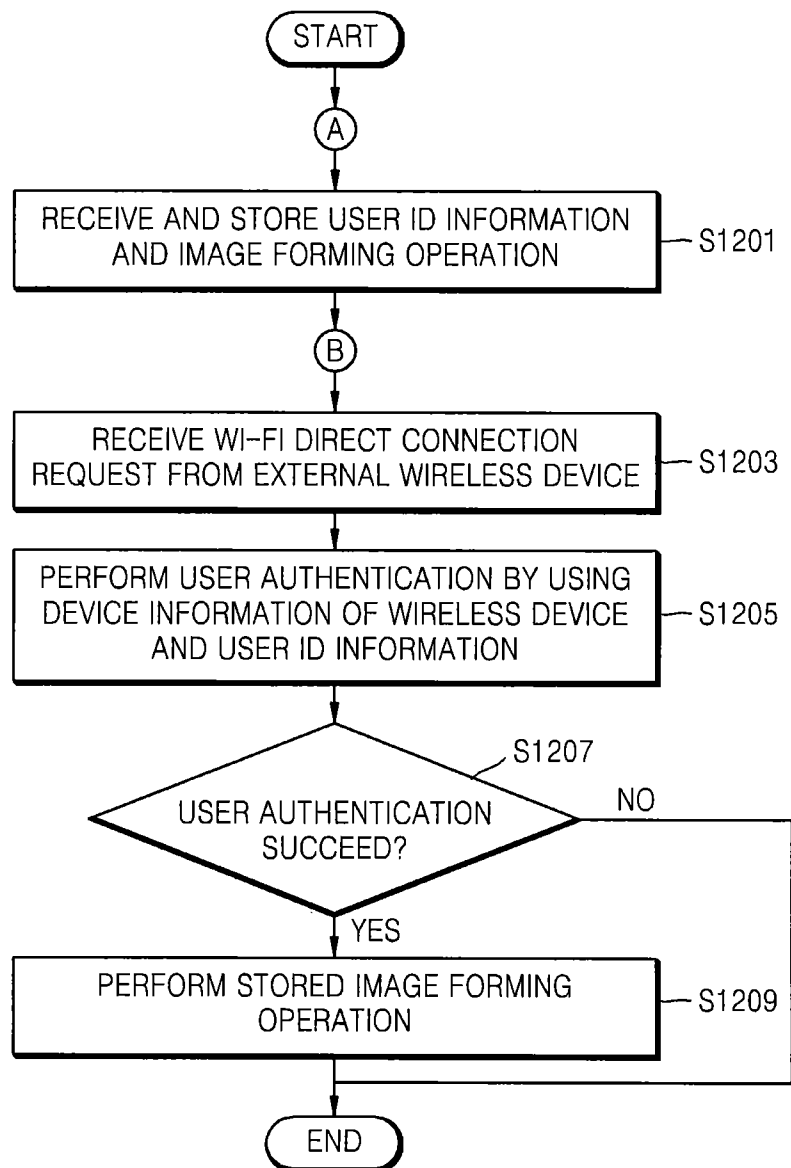 START
A
RECEIVE AND STORE USER ID INFORMATION
AND IMAGE FORMING OPERATION
S1201
B
RECEIVE WI-FI DIRECT CONNECTION
REQUEST FROM EXTERNAL WIRELESS DEVICE
S1203
PERFORM USER AUTHENTICATION BY USING
DEVICE INFORMATION OF WIRELESS DEVICE
AND USER ID INFORMATION
S1205
S1207
USER AUTHENTICATION
SUCCEED?
NO
YES
PERFORM STORED IMAGE FORMING
OPERATION
S1209
END